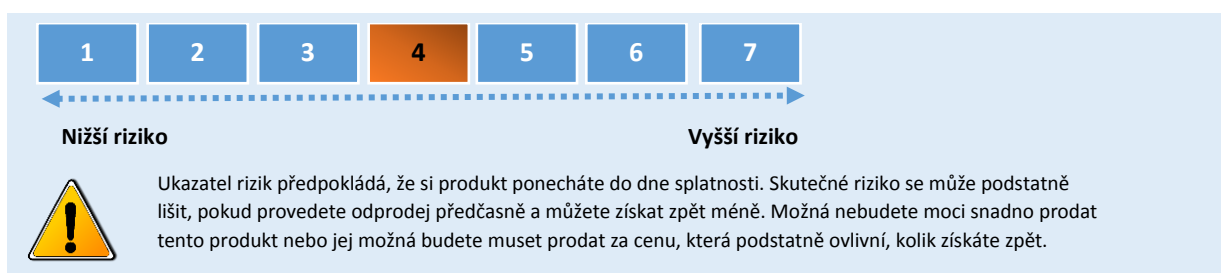 1 2 3 4 5 6 7
Nižší riziko Vyšší riziko
Ukazatel rizik předpokládá, že si produkt ponecháte do dne splatnosti. Skutečné riziko se může podstatně
lišit, pokud provedete odprodej předčasně a můžete získat zpět méně. Možná nebudete moci snadno prodat
tento produkt nebo jej možná budete muset prodat za cenu, která podstatně ovlivní, kolik získáte zpět.